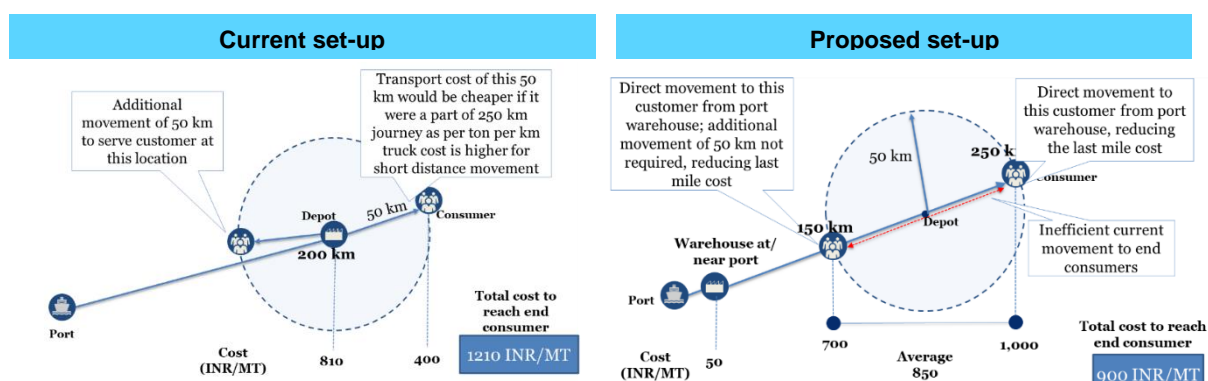 Current set-up
Additional
movement of 50 km
to serve customer at
this location
Transport cost of this 50
km would be cheaper if it
were a part of 250 km
journey as per ton per km
truck cost is higher for
short distance movement
Depot
50 km
Consumer
200 km
Port
Total cost to
reach end
consumer
1210 INR/MT
Cost
(INR/MT)
810
400
Proposed set-up
Direct movement to this
customer from port
warehouse; additional
movement of 50 km not
required, reducing last
mile cost
Direct movement to
this customer from port
warehouse, reducing
the last mile cost
50 km
250 k
onsumer
Depot
150 km
Inefficient current
movement to end
consumers
Warehouse at/
near port
Port
Cost
(INR/MT)
50
700
Average
850
1,000
Total cost to reach
end consumer
900 INR/MT